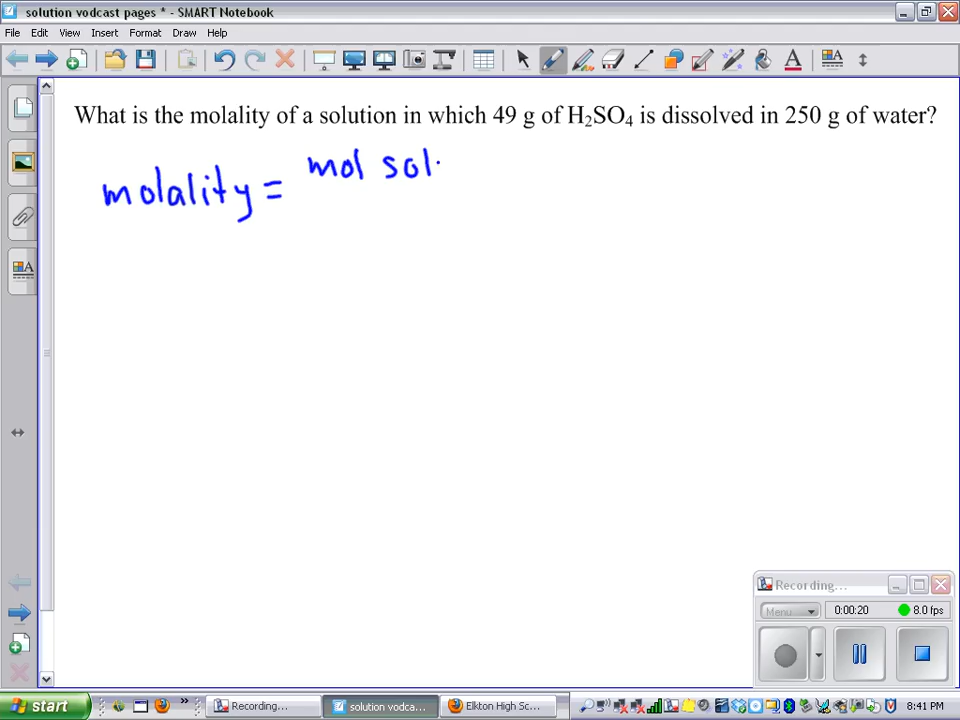 solution vodcast pages * - SMART Notebook
File Edit View Insert Format Draw Help
What is the molality of a solution in which 49 g of H₂SO₄ is dissolved in 250 g of water?
mol sol
molality =
Recording...
Menu 0:00:20 8.0 fps
start » Recording... solution vodca... Elkton High Sc... 8:41 PM